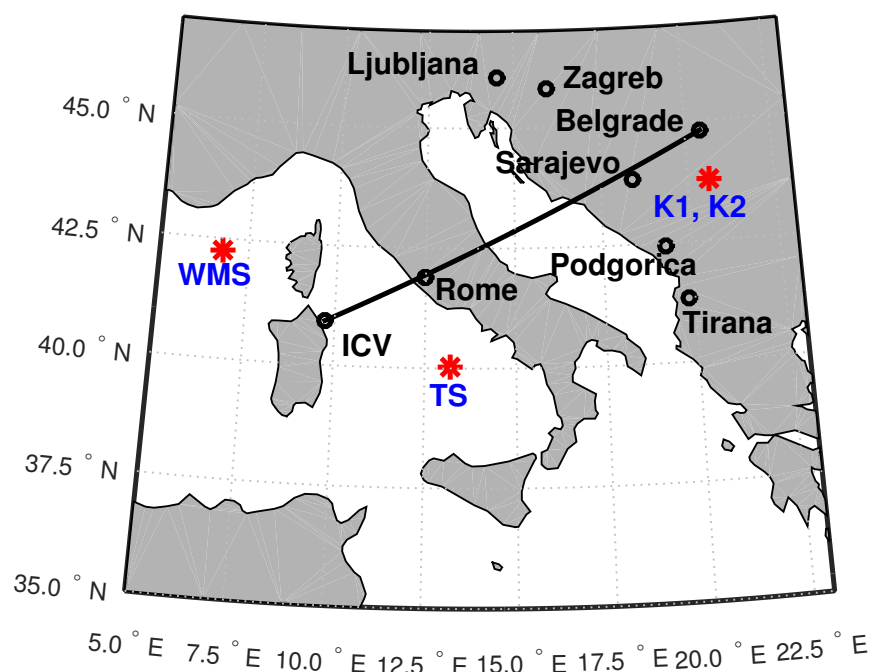 Ljubljana
Zagreb
45.0 ° N
Belgrade
Sarajevo
K1, K2
42.5 ° N
WMS
Podgorica
Rome
Tirana
40.0 ° N
ICV
TS
37.5 ° N
35.0 ° N
5.0 ° E 7.5 ° E 10.0 ° E 12.5 ° E 15.0 ° E 17.5 ° E 20.0 ° E 22.5 ° E